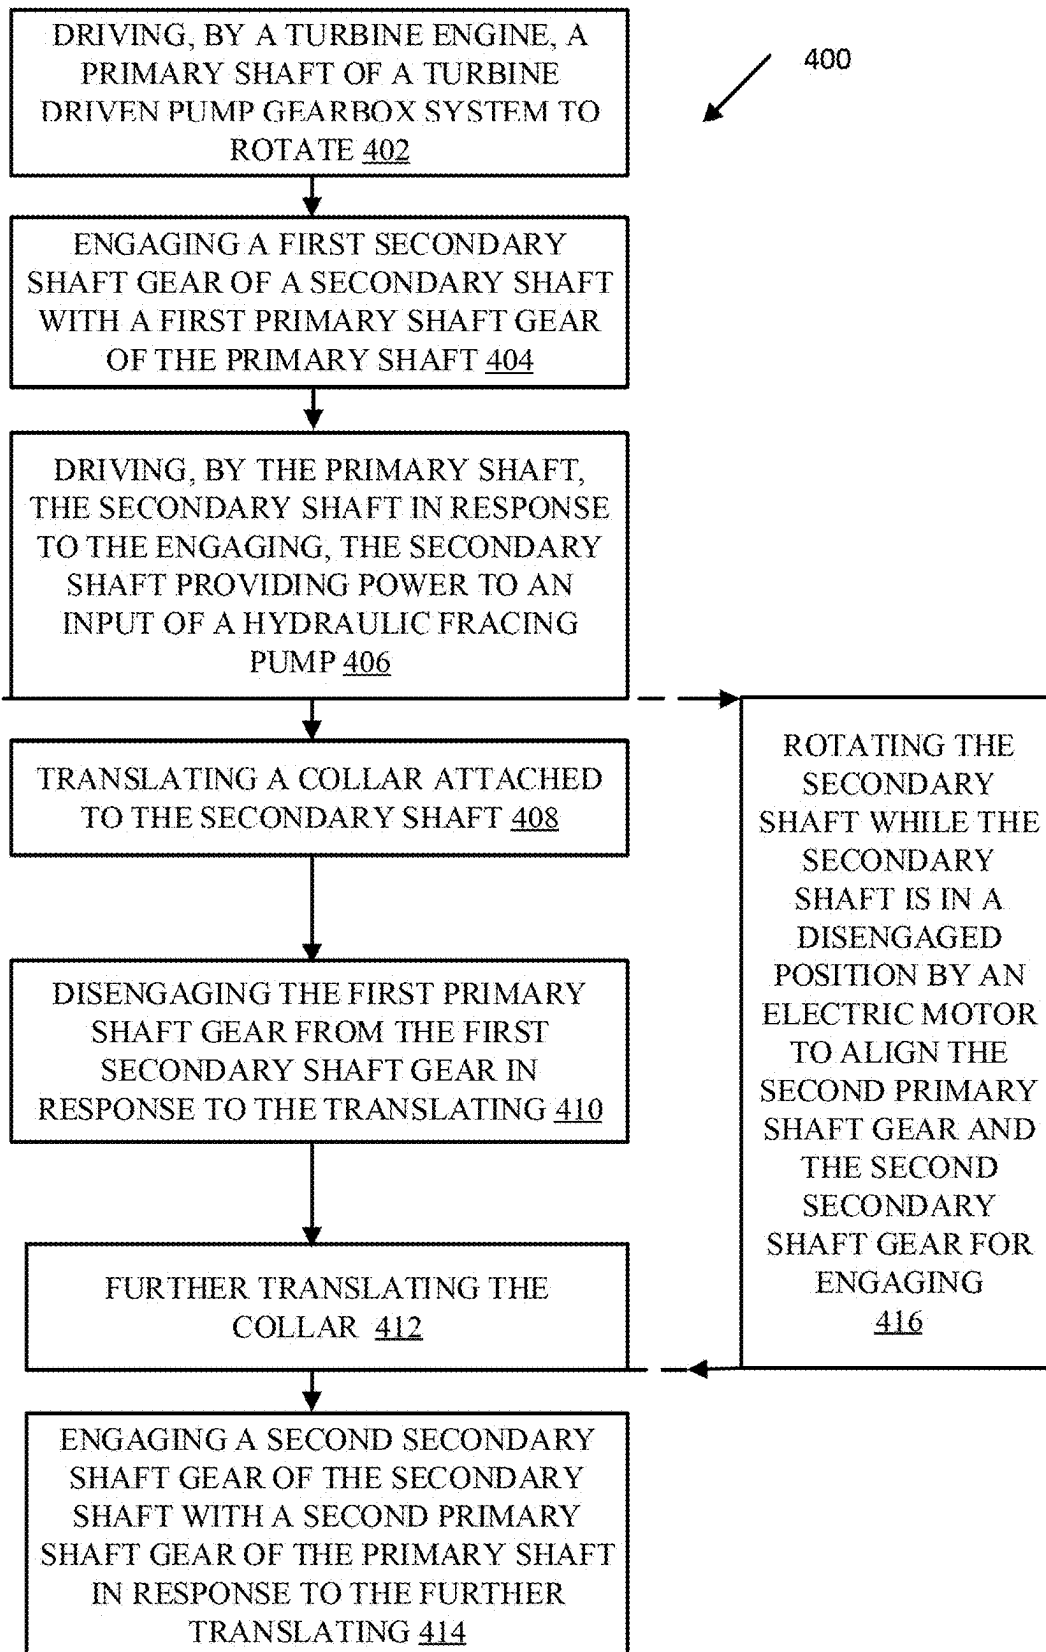 DRIVING, BY A TURBINE ENGINE, A
PRIMARY SHAFT OF A TURBINE
DRIVEN PUMP GEARBOX SYSTEM TO
ROTATE 402
400
ENGAGING A FIRST SECONDARY
SHAFT GEAR OF A SECONDARY SHAFT
WITH A FIRST PRIMARY SHAFT GEAR
OF THE PRIMARY SHAFT 404
DRIVING, BY THE PRIMARY SHAFT,
THE SECONDARY SHAFT IN RESPONSE
TO THE ENGAGING, THE SECONDARY
SHAFT PROVIDING POWER TO AN
INPUT OF A HYDRAULIC FRACING
PUMP 406
TRANSLATING A COLLAR ATTACHED
TO THE SECONDARY SHAFT 408
DISENGAGING THE FIRST PRIMARY
SHAFT GEAR FROM THE FIRST
SECONDARY SHAFT GEAR IN
RESPONSE TO THE TRANSLATING 410
FURTHER TRANSLATING THE
COLLAR 412
ENGAGING A SECOND SECONDARY
SHAFT GEAR OF THE SECONDARY
SHAFT WITH A SECOND PRIMARY
SHAFT GEAR OF THE PRIMARY SHAFT
IN RESPONSE TO THE FURTHER
TRANSLATING 414
ROTATING THE
SECONDARY
SHAFT WHILE THE
SECONDARY
SHAFT IS IN A
DISENGAGED
POSITION BY AN
ELECTRIC MOTOR
TO ALIGN THE
SECOND PRIMARY
SHAFT GEAR AND
THE SECOND
SECONDARY
SHAFT GEAR FOR
ENGAGING
416